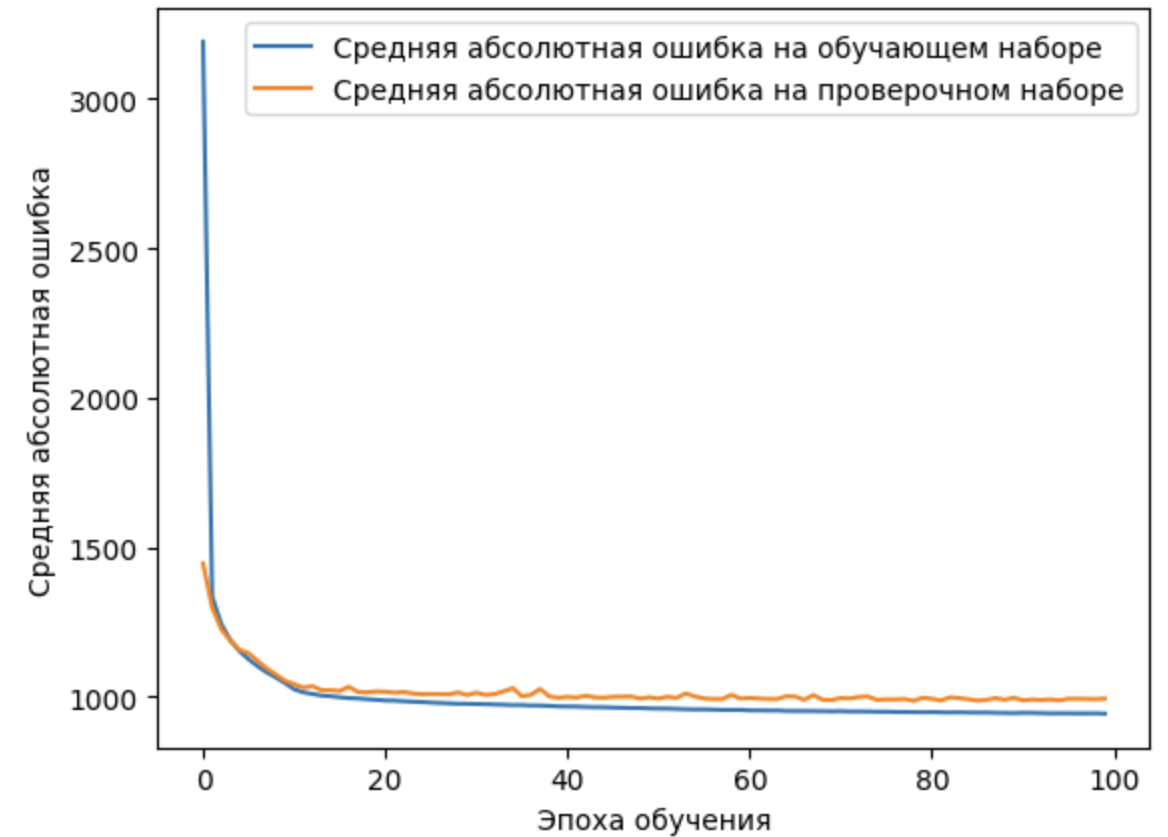 Средняя абсолютная ошибка на обучающем наборе
Средняя абсолютная ошибка на проверочном наборе
Средняя абсолютная ошибка
3000
2500
2000
1500
1000
0 20 40 60 80 100
Эпоха обучения